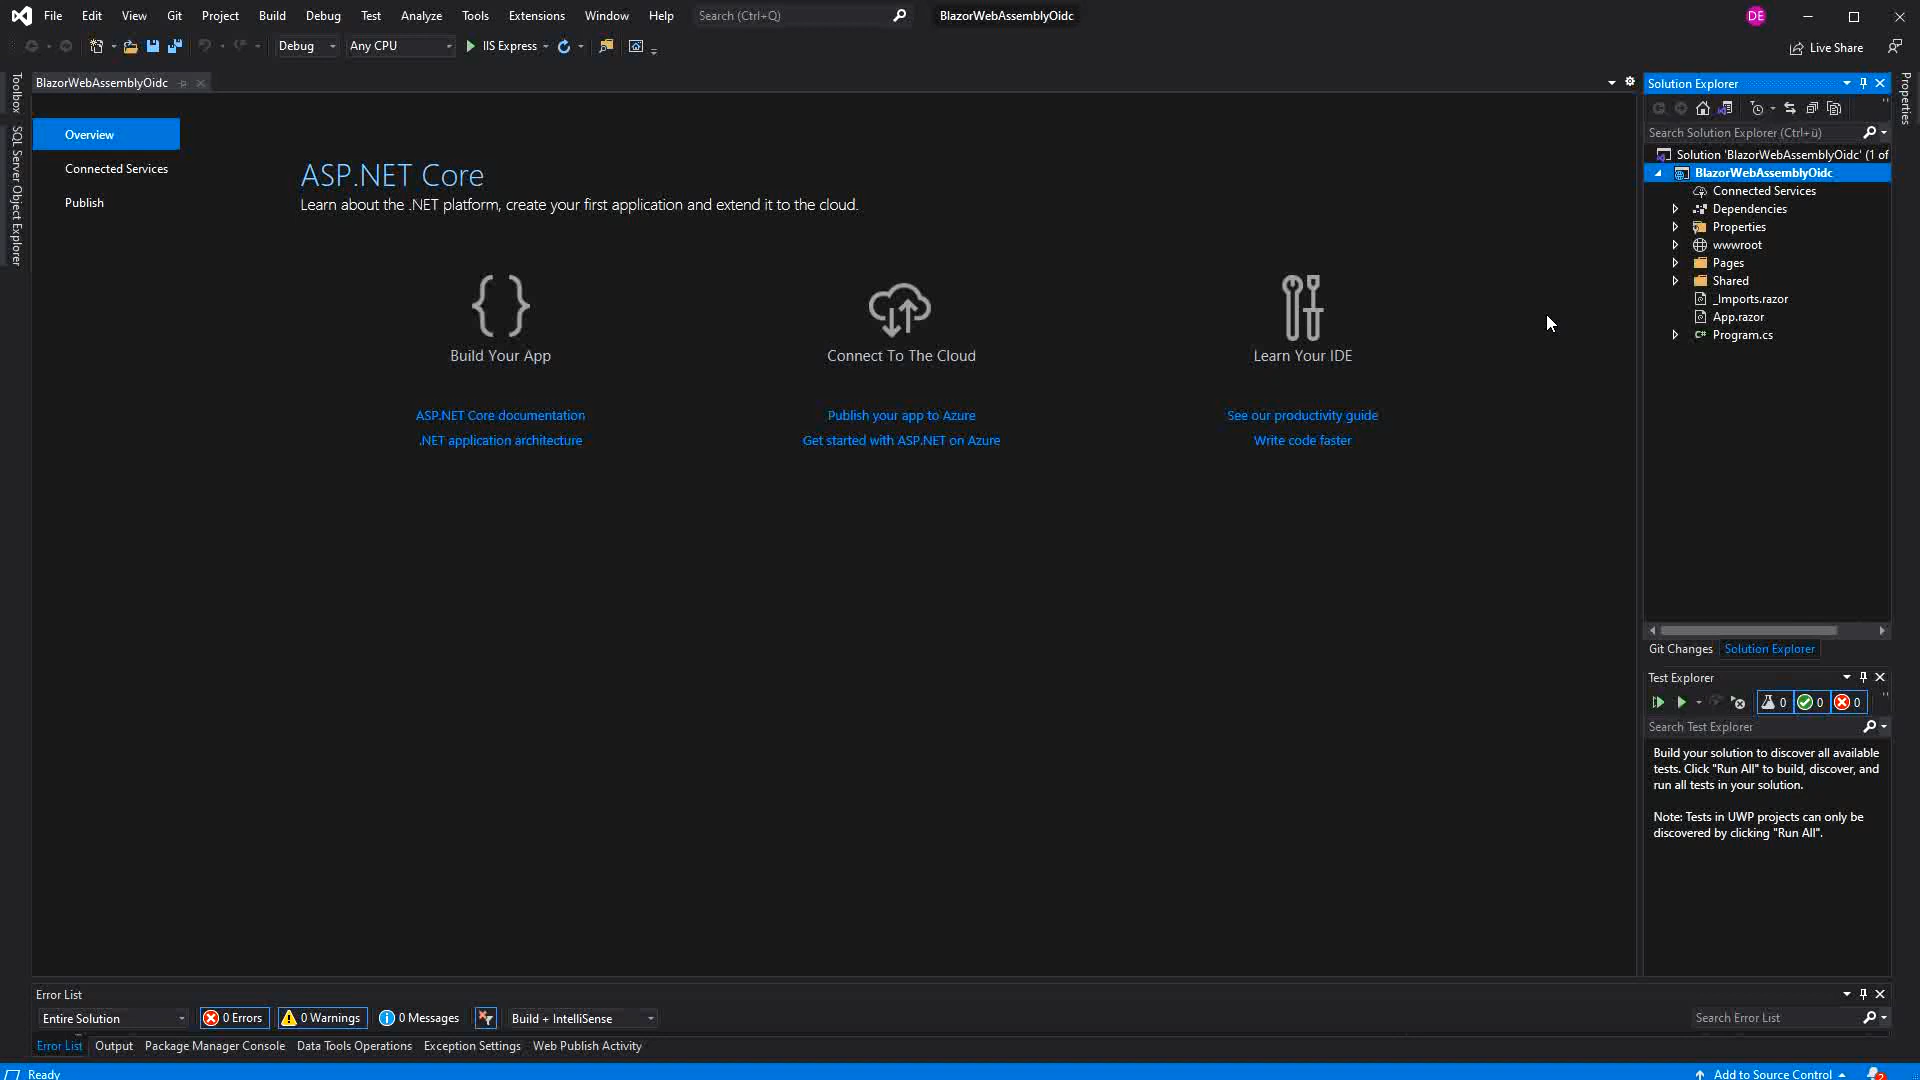 File Edit View Git Project Build Debug Test Analyze Tools Extensions Window Help Search (Ctrl+Q) BlazorWebAssemblyOidc DE
Debug Any CPU IIS Express Live Share
Toolbox
SQL Server Object Explorer
BlazorWebAssemblyOidc
Overview
Connected Services
Publish
ASP.NET Core
Learn about the .NET platform, create your first application and extend it to the cloud.
Build Your App
ASP.NET Core documentation
.NET application architecture
Connect To The Cloud
Publish your app to Azure
Get started with ASP.NET on Azure
Learn Your IDE
See our productivity guide
Write code faster
Solution Explorer
Search Solution Explorer (Ctrl+ü)
Solution 'BlazorWebAssemblyOidc' (1 of
BlazorWebAssemblyOidc
Connected Services
Dependencies
Properties
wwwroot
Pages
Shared
_Imports.razor
App.razor
C# Program.cs
Git Changes Solution Explorer
Properties
Test Explorer
0 0 0
Search Test Explorer
Build your solution to discover all available
tests. Click "Run All" to build, discover, and
run all tests in your solution.
Note: Tests in UWP projects can only be
discovered by clicking "Run All".
Error List
Entire Solution 0 Errors 0 Warnings 0 Messages Build + IntelliSense Search Error List
Error List Output Package Manager Console Data Tools Operations Exception Settings Web Publish Activity
Ready Add to Source Control 2